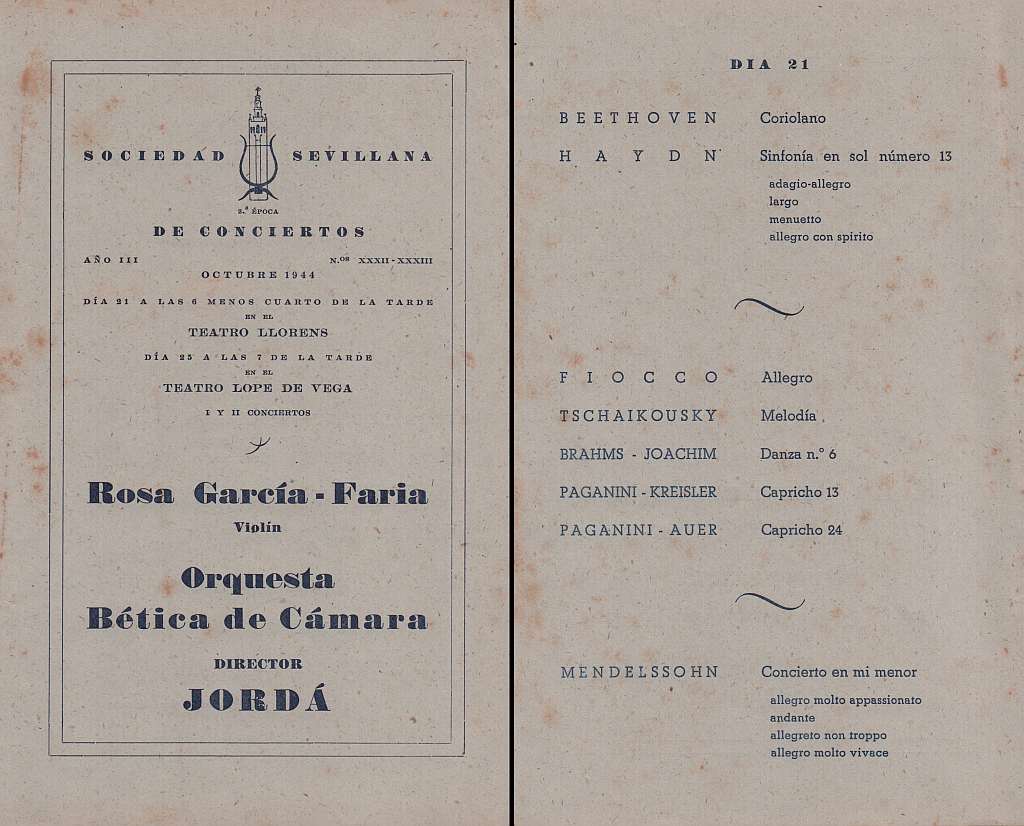 SOCIEDAD SEVILLANA
2.ª ÉPOCA
DE CONCIERTOS
AÑO III N.OS XXXII-XXXIII
OCTUBRE 1944
DÍA 21 A LAS 6 MENOS CUARTO DE LA TARDE
EN EL
TEATRO LLORENS
DÍA 25 A LAS 7 DE LA TARDE
EN EL
TEATRO LOPE DE VEGA
I Y II CONCIERTOS
Rosa García-Faria
Violín
Orquesta
Bética de Cámara
DIRECTOR
JORDÁ
DIA 21
BEETHOVEN Coriolano
HAYDN Sinfonía en sol número 13
adagio-allegro
largo
menuetto
allegro con spirito
FIOCCO Allegro
TSCHAIKOUSKY Melodía
BRAHMS - JOACHIM Danza n.º 6
PAGANINI - KREISLER Capricho 13
PAGANINI - AUER Capricho 24
MENDELSSOHN Concierto en mi menor
allegro molto appassionato
andante
allegreto non troppo
allegro molto vivace